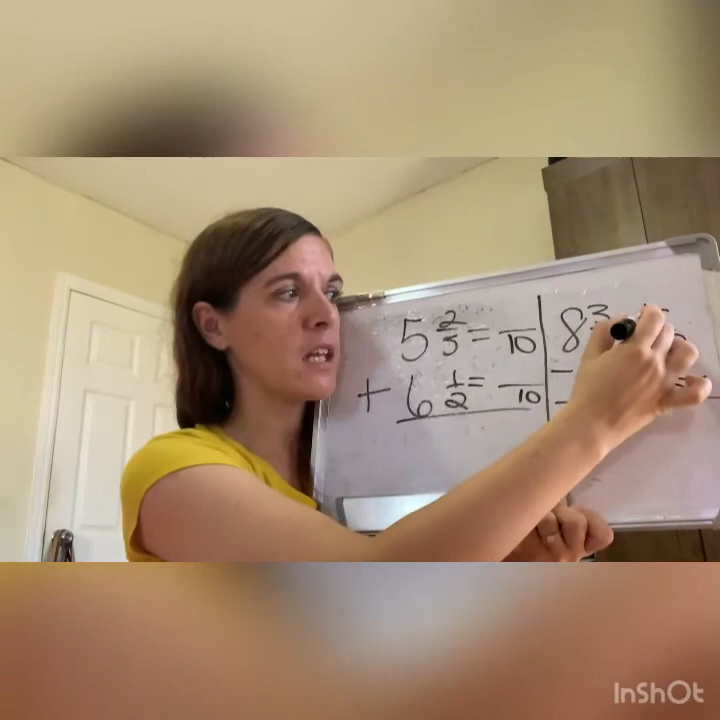 5 2/5 = /10 | 8 3
+ 6 1/2 = /10 | -
InShOt